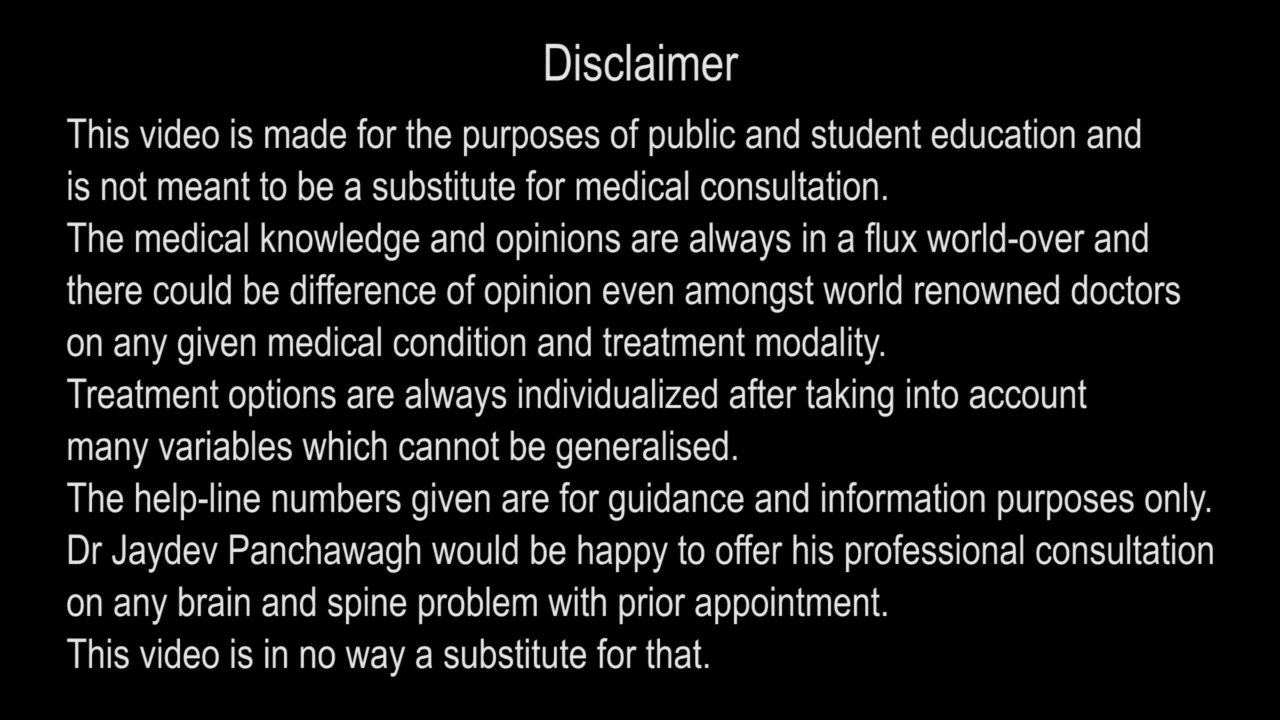 Disclaimer
This video is made for the purposes of public and student education and
is not meant to be a substitute for medical consultation.
The medical knowledge and opinions are always in a flux world-over and
there could be difference of opinion even amongst world renowned doctors
on any given medical condition and treatment modality.
Treatment options are always individualized after taking into account
many variables which cannot be generalised.
The help-line numbers given are for guidance and information purposes only.
Dr Jaydev Panchawagh would be happy to offer his professional consultation
on any brain and spine problem with prior appointment.
This video is in no way a substitute for that.